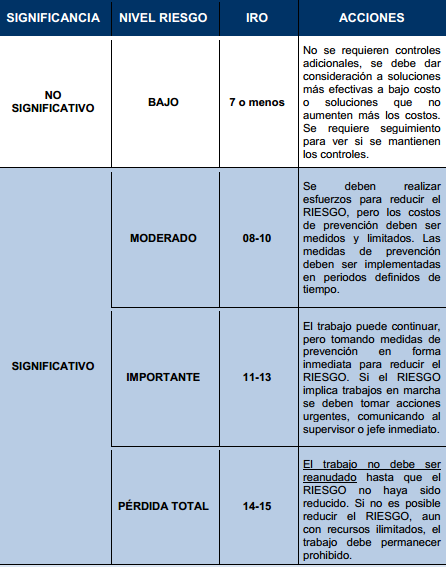 SIGNIFICANCIA NIVEL RIESGO IRO ACCIONES
NO
SIGNIFICATIVO
BAJO
7 o menos
No se requieren controles
adicionales, se debe dar
consideración a soluciones
más efectivas a bajo costo
o soluciones que no
aumenten más los costos.
Se requiere seguimiento
para ver si se mantienen
los controles.
SIGNIFICATIVO
MODERADO
08-10
Se deben realizar
esfuerzos para reducir el
RIESGO, pero los costos
de prevención deben ser
medidos y limitados. Las
medidas de prevención
deben ser implementadas
en periodos definidos de
tiempo.
IMPORTANTE
11-13
El trabajo puede continuar,
pero tomando medidas de
prevención en forma
inmediata para reducir el
RIESGO. Si el RIESGO
implica trabajos en marcha
se deben tomar acciones
urgentes, comunicando al
supervisor o jefe inmediato.
PÉRDIDA TOTAL
14-15
El trabajo no debe ser
reanudado hasta que el
RIESGO no haya sido
reducido. Si no es posible
reducir el RIESGO, aun
con recursos ilimitados, el
trabajo debe permanecer
prohibido.